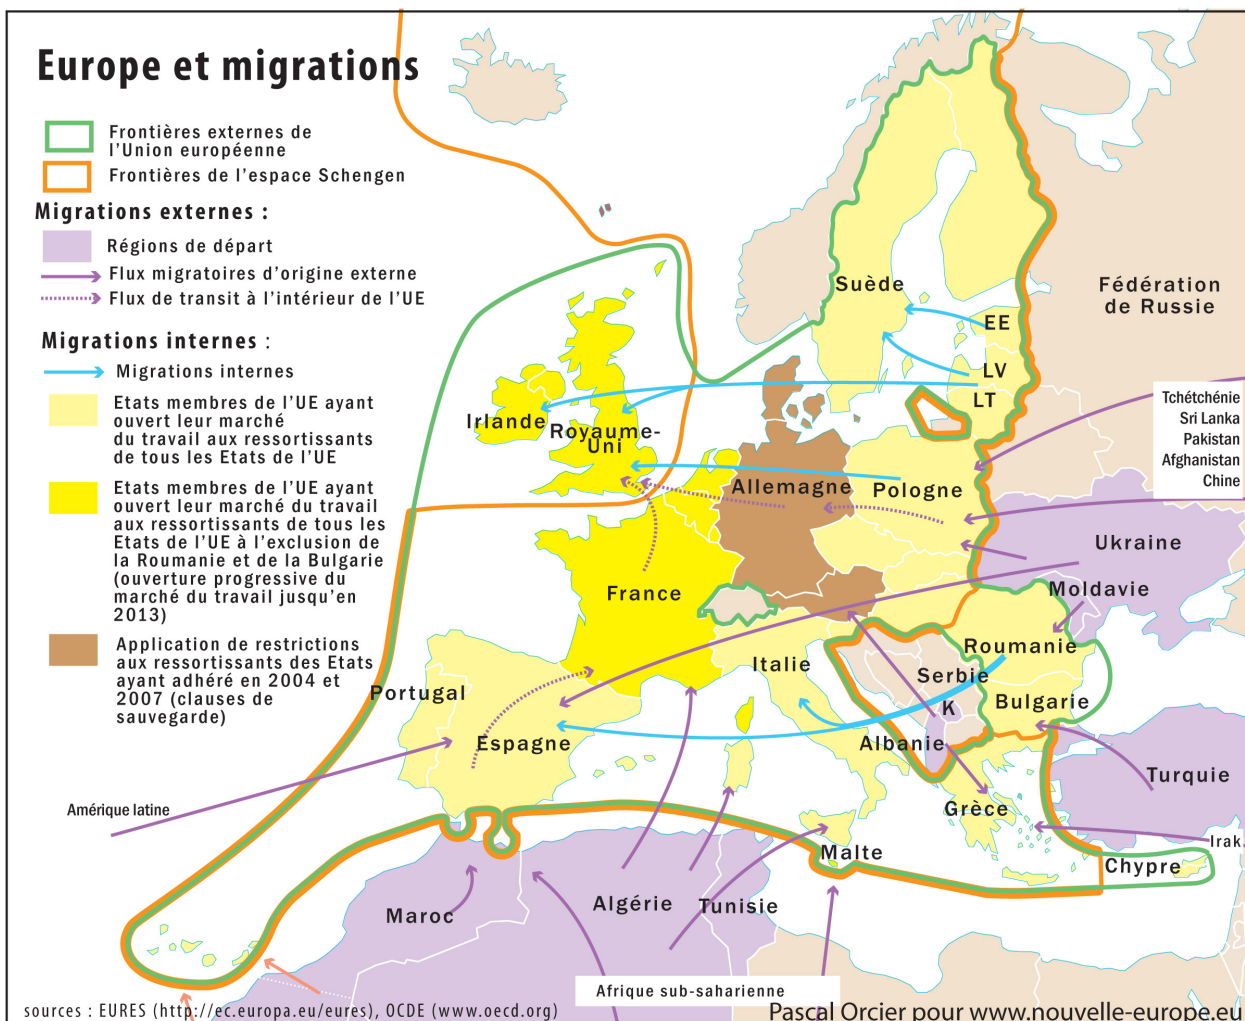 Europe et migrations
Frontières externes de
l'Union européenne
Frontières de l'espace Schengen
Migrations externes :
Régions de départ
Flux migratoires d'origine externe
Flux de transit à l'intérieur de l'UE
Migrations internes :
Migrations internes
Etats membres de l'UE ayant
ouvert leur marché
du travail aux ressortissants
de tous les Etats de l'UE
Etats membres de l'UE ayant
ouvert leur marché du travail
aux ressortissants de tous les
Etats de l'UE à l'exclusion de
la Roumanie et de la Bulgarie
(ouverture progressive du
marché du travail jusqu'en
2013)
Application de restrictions
aux ressortissants des Etats
ayant adhéré en 2004 et
2007 (clauses de
sauvegarde)
Suède
Fédération
de Russie
EE
LV
LT
Irlande
Royaume-
Uni
Tchétchénie
Sri Lanka
Pakistan
Afghanistan
Chine
Allemagne
Pologne
Ukraine
France
Moldavie
Roumanie
Italie
Serbie
Portugal
K
Bulgarie
Espagne
Albanie
Turquie
Amérique latine
Grèce
Irak
Malte
Chypre
Maroc
Algérie
Tunisie
Afrique sub-saharienne
sources : EURES (http://ec.europa.eu/eures), OCDE (www.oecd.org)
Pascal Orcier pour www.nouvelle-europe.eu